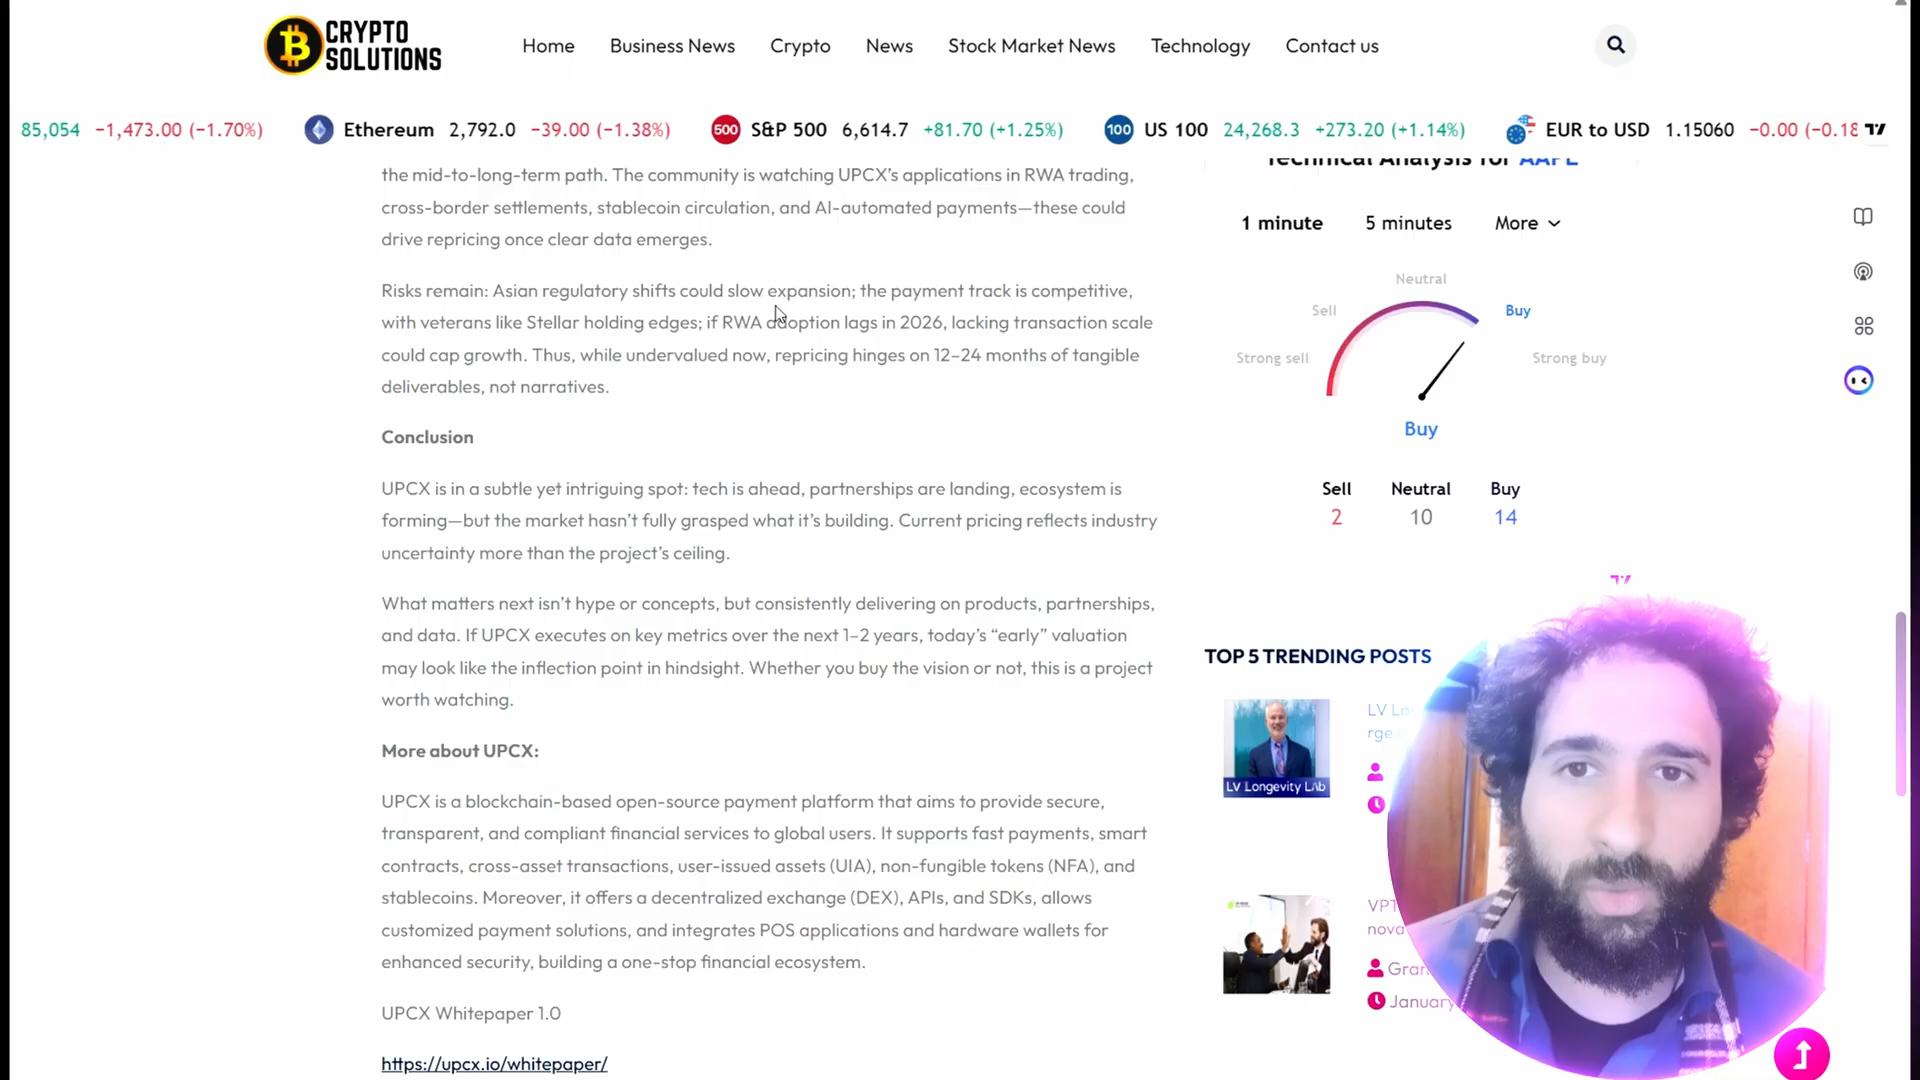 CRYPTO
SOLUTIONS
Home Business News Crypto News Stock Market News Technology Contact us
85,054 −1,473.00 (−1.70%) Ethereum 2,792.0 −39.00 (−1.38%) 500 S&P 500 6,614.7 +81.70 (+1.25%) 100 US 100 24,268.3 +273.20 (+1.14%) EUR to USD 1.15060 −0.00 (−0.18
the mid-to-long-term path. The community is watching UPCX’s applications in RWA trading,
cross-border settlements, stablecoin circulation, and AI-automated payments—these could
drive repricing once clear data emerges.
Risks remain: Asian regulatory shifts could slow expansion; the payment track is competitive,
with veterans like Stellar holding edges; if RWA adoption lags in 2026, lacking transaction scale
could cap growth. Thus, while undervalued now, repricing hinges on 12–24 months of tangible
deliverables, not narratives.
Conclusion
UPCX is in a subtle yet intriguing spot: tech is ahead, partnerships are landing, ecosystem is
forming—but the market hasn’t fully grasped what it’s building. Current pricing reflects industry
uncertainty more than the project’s ceiling.
What matters next isn’t hype or concepts, but consistently delivering on products, partnerships,
and data. If UPCX executes on key metrics over the next 1–2 years, today’s “early” valuation
may look like the inflection point in hindsight. Whether you buy the vision or not, this is a project
worth watching.
More about UPCX:
UPCX is a blockchain-based open-source payment platform that aims to provide secure,
transparent, and compliant financial services to global users. It supports fast payments, smart
contracts, cross-asset transactions, user-issued assets (UIA), non-fungible tokens (NFA), and
stablecoins. Moreover, it offers a decentralized exchange (DEX), APIs, and SDKs, allows
customized payment solutions, and integrates POS applications and hardware wallets for
enhanced security, building a one-stop financial ecosystem.
UPCX Whitepaper 1.0
https://upcx.io/whitepaper/
Technical Analysis for AAPL
1 minute 5 minutes More
Neutral
Sell Buy
Strong sell Strong buy
Buy
Sell Neutral Buy
2 10 14
TOP 5 TRENDING POSTS
LV Longevity Lab
LV Lo
rge
VPT
nova
Gran
January